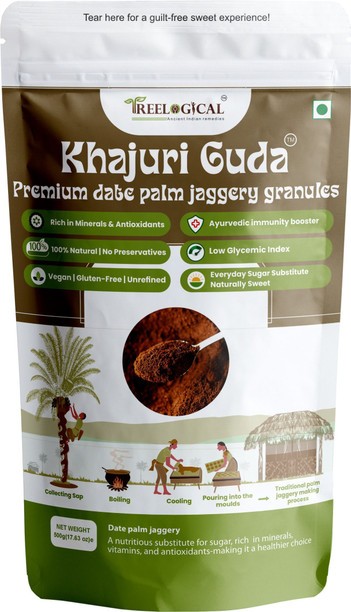 Tear here for a guilt-free sweet experience!
TREELOGICAL™
Ancient Indian remedies
Khajuri Guda™
Premium date palm jaggery granules
Rich in Minerals & Antioxidants
Ayurvedic immunity booster
100%
100% Natural | No Preservatives
Low Glycemic Index
Vegan | Gluten-Free | Unrefined
Everyday Sugar Substitute
Naturally Sweet
Collecting Sap
Boiling
Cooling
Pouring into the
moulds
Traditional palm
jaggery making
process
NET WEIGHT
500g(17.63 oz)e
Date palm jaggery
A nutritious substitute for sugar, rich in minerals,
vitamins, and antioxidants-making it a healthier choice